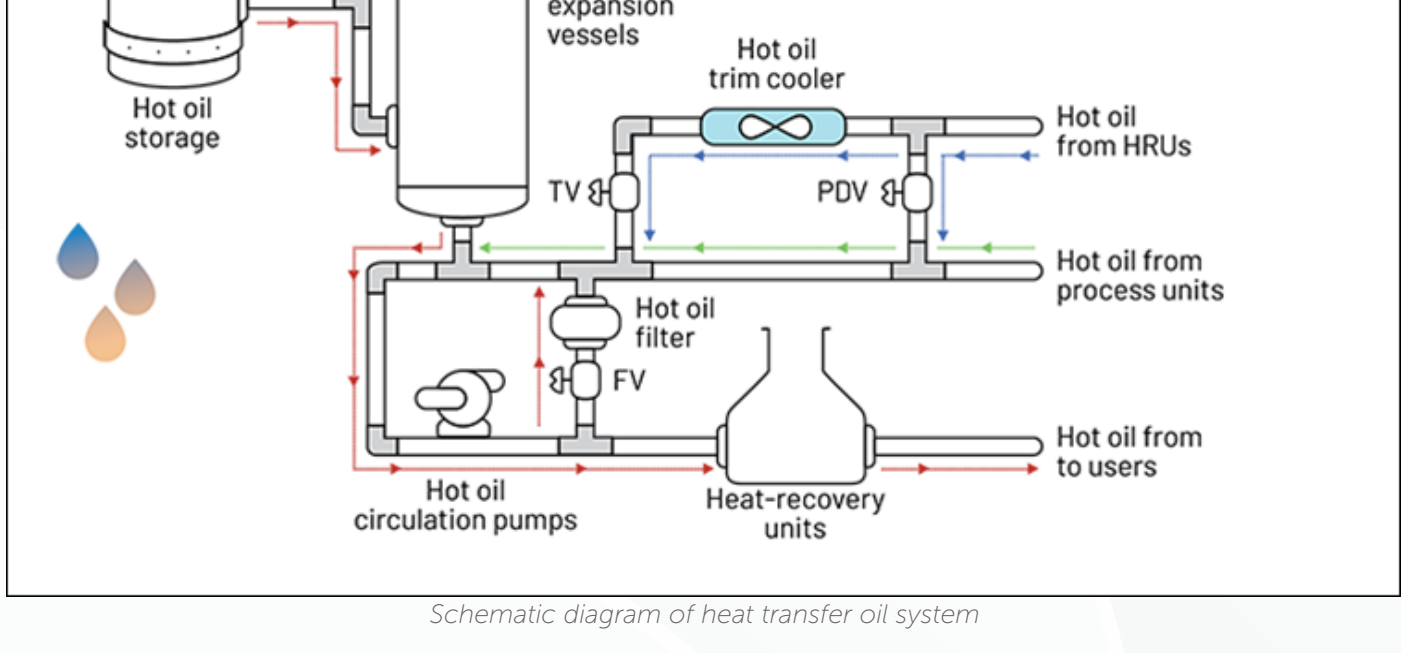 expansion
vessels
Hot oil
storage
Hot oil
trim cooler
Hot oil
from HRUs
TV
PDV
Hot oil from
process units
Hot oil
filter
FV
Hot oil from
to users
Hot oil
circulation pumps
Heat-recovery
units
Schematic diagram of heat transfer oil system